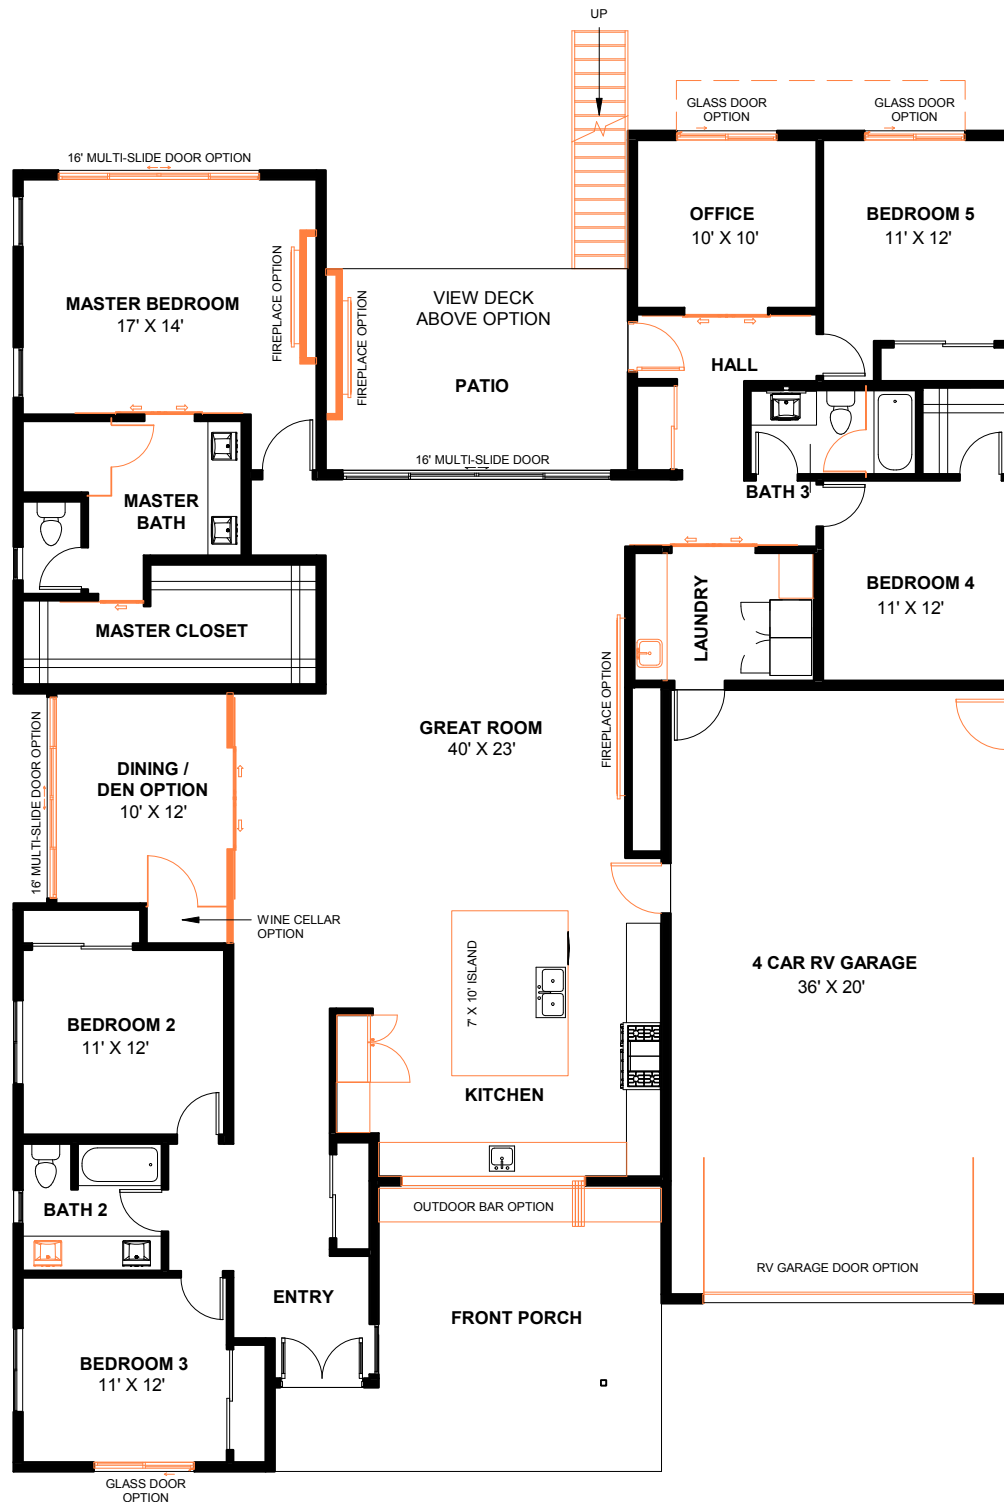 UP
GLASS DOOR
OPTION
GLASS DOOR
OPTION
16' MULTI-SLIDE DOOR OPTION
OFFICE
10' X 10'
BEDROOM 5
11' X 12'
MASTER BEDROOM
17' X 14'
FIREPLACE OPTION
FIREPLACE OPTION
VIEW DECK
ABOVE OPTION
PATIO
HALL
16' MULTI-SLIDE DOOR
MASTER
BATH
BATH 3
BEDROOM 4
11' X 12'
LAUNDRY
MASTER CLOSET
FIREPLACE OPTION
GREAT ROOM
40' X 23'
16' MULTI-SLIDE DOOR OPTION
DINING /
DEN OPTION
10' X 12'
WINE CELLAR
OPTION
7' X 10' ISLAND
4 CAR RV GARAGE
36' X 20'
BEDROOM 2
11' X 12'
KITCHEN
BATH 2
OUTDOOR BAR OPTION
RV GARAGE DOOR OPTION
ENTRY
FRONT PORCH
BEDROOM 3
11' X 12'
GLASS DOOR
OPTION